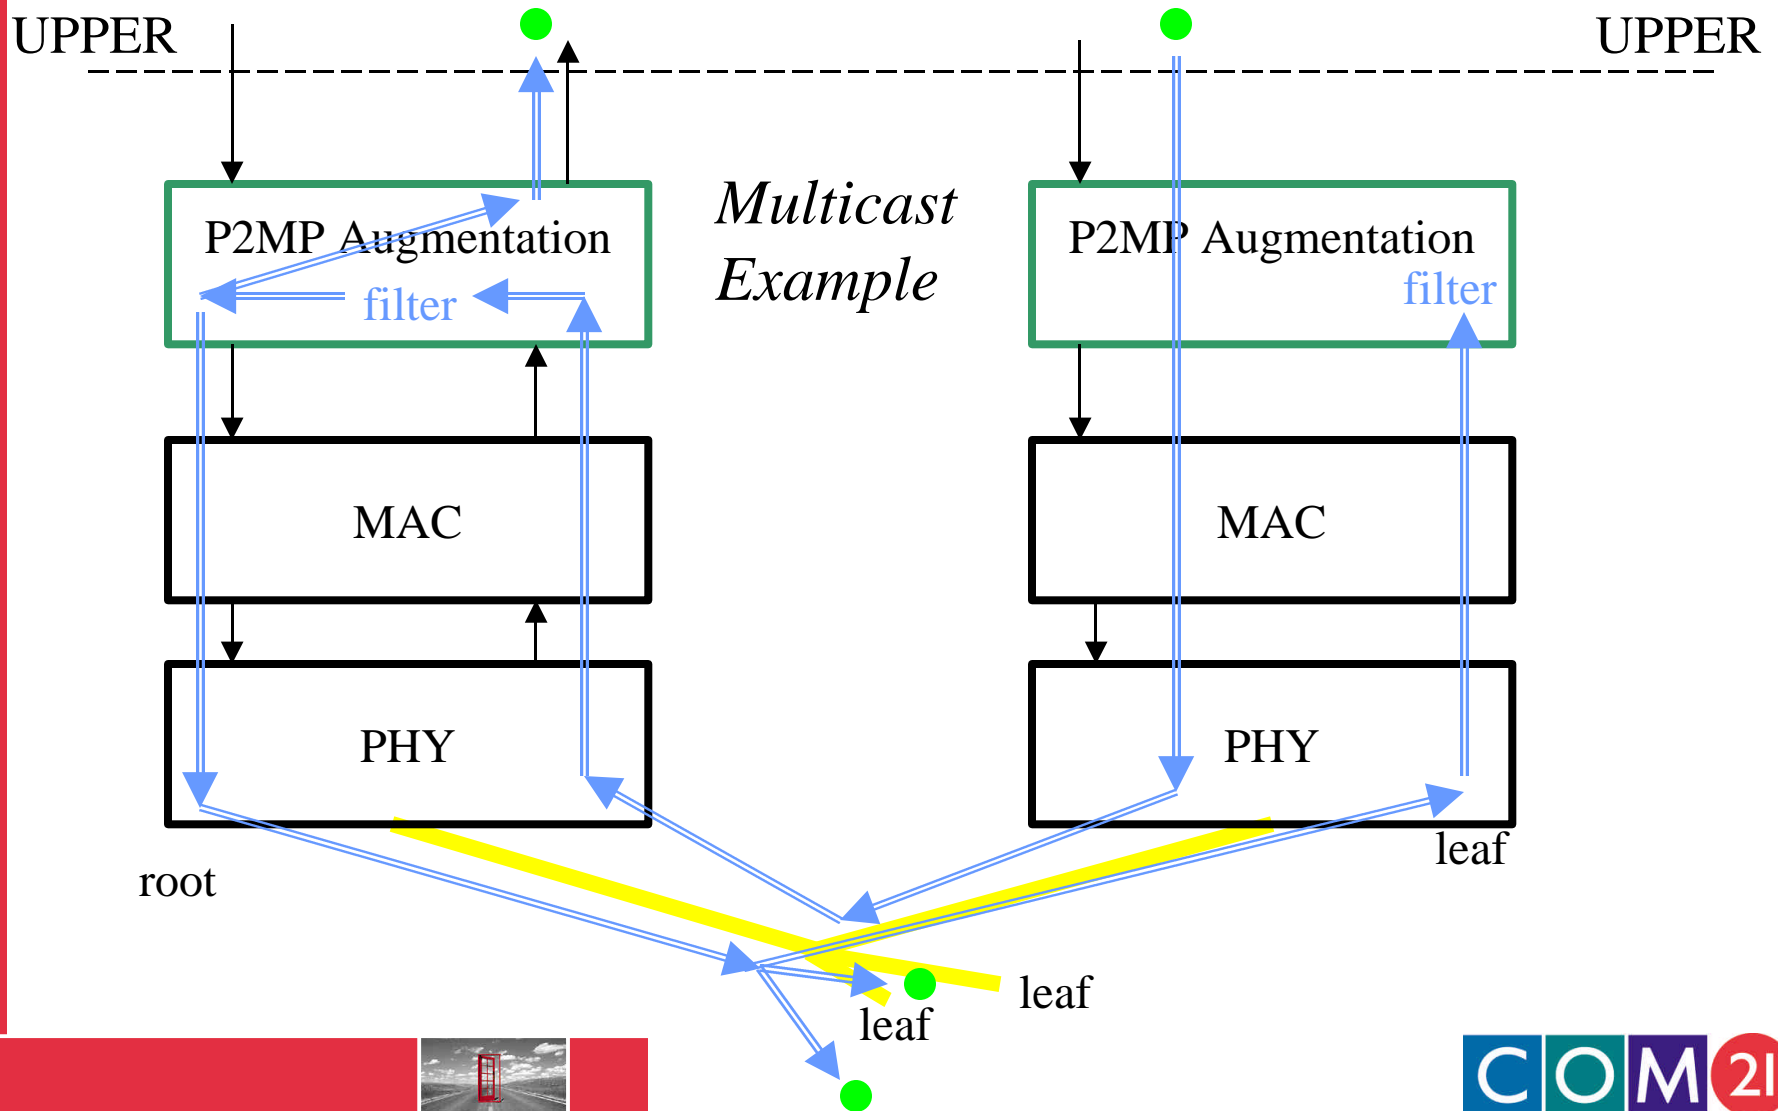 UPPER
UPPER
Multicast
Example
P2MP Augmentation
filter
P2MP Augmentation
filter
MAC
MAC
PHY
PHY
root
leaf
leaf
leaf
COM21